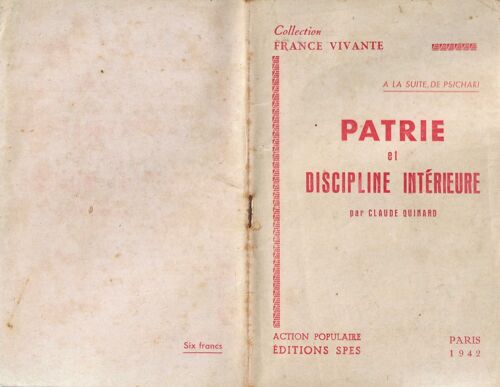 Six francs
Collection
FRANCE VIVANTE
A LA SUITE DE PSICHARI
PATRIE
et
DISCIPLINE INTÉRIEURE
par CLAUDE QUINARD
ACTION POPULAIRE
ÉDITIONS SPES
PARIS
1942